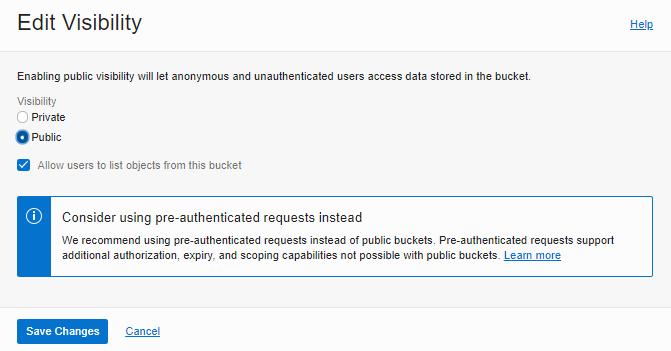 Edit Visibility
Help
Enabling public visibility will let anonymous and unauthenticated users access data stored in the bucket.
Visibility
Private
Public
Allow users to list objects from this bucket
Consider using pre-authenticated requests instead
We recommend using pre-authenticated requests instead of public buckets. Pre-authenticated requests support
additional authorization, expiry, and scoping capabilities not possible with public buckets. Learn more
Save Changes
Cancel